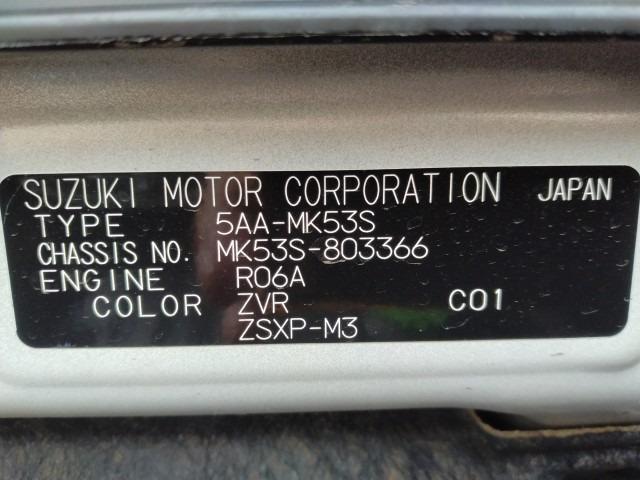 SUZUKI MOTOR CORPORATION JAPAN
TYPE 5AA-MK53S
CHASSIS NO. MK53S-803366
ENGINE R06A
COLOR ZVR C01
ZSXP-M3